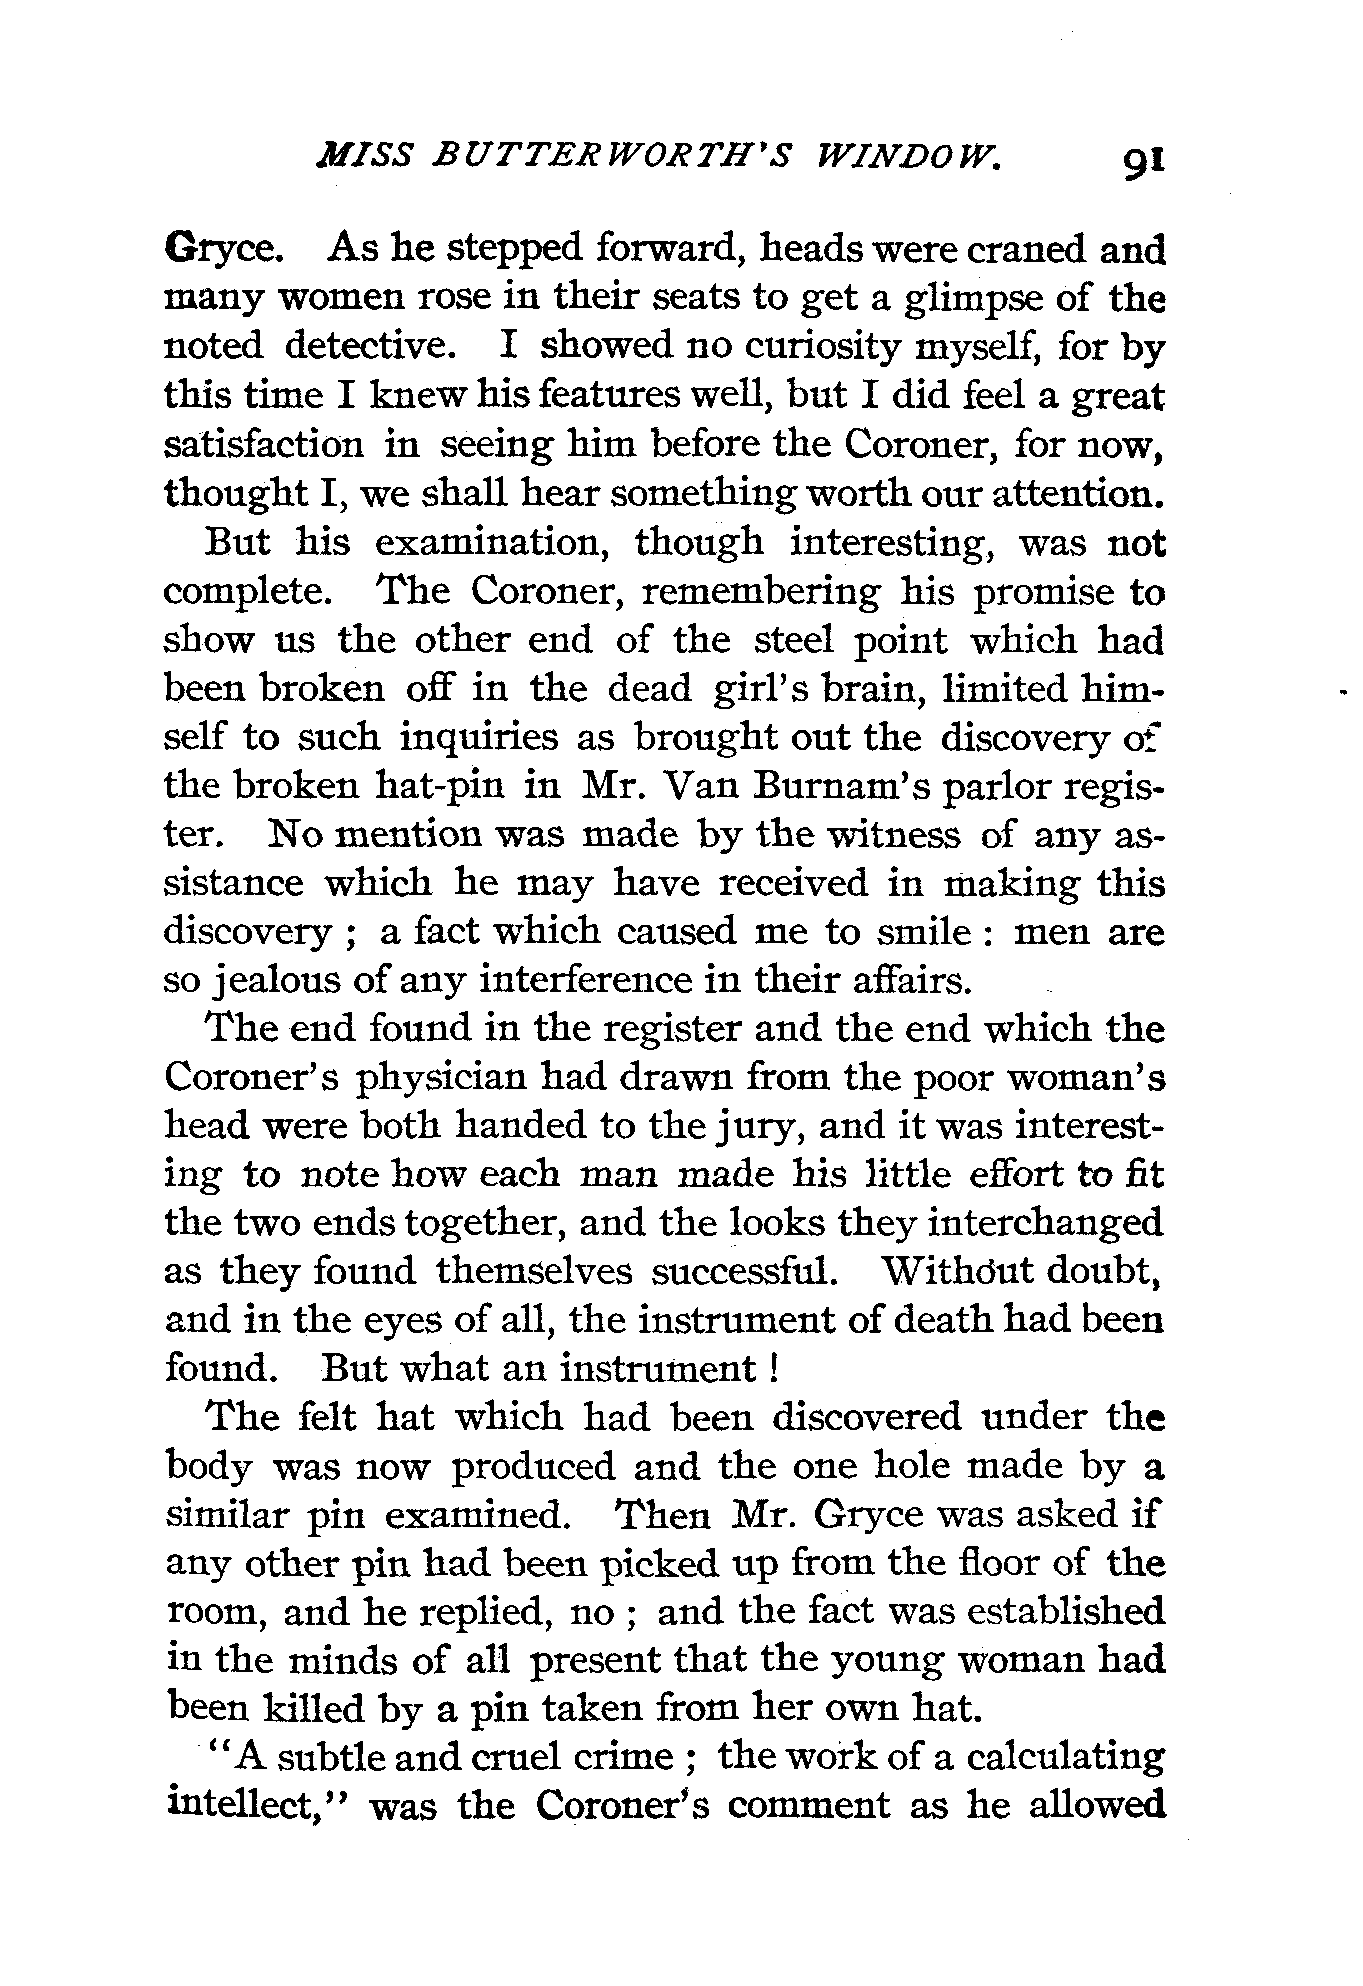 MISS BUTTERWORTH'S WINDOW. 91
Gryce. As he stepped forward, heads were craned and
many women rose in their seats to get a glimpse of the
noted detective. I showed no curiosity myself, for by
this time I knew his features well, but I did feel a great
satisfaction in seeing him before the Coroner, for now,
thought I, we shall hear something worth our attention.
But his examination, though interesting, was not
complete. The Coroner, remembering his promise to
show us the other end of the steel point which had
been broken off in the dead girl's brain, limited him-
self to such inquiries as brought out the discovery of
the broken hat-pin in Mr. Van Burnam's parlor regis-
ter. No mention was made by the witness of any as-
sistance which he may have received in making this
discovery ; a fact which caused me to smile : men are
so jealous of any interference in their affairs.
The end found in the register and the end which the
Coroner's physician had drawn from the poor woman's
head were both handed to the jury, and it was interest-
ing to note how each man made his little effort to fit
the two ends together, and the looks they interchanged
as they found themselves successful. Without doubt,
and in the eyes of all, the instrument of death had been
found. But what an instrument !
The felt hat which had been discovered under the
body was now produced and the one hole made by a
similar pin examined. Then Mr. Gryce was asked if
any other pin had been picked up from the floor of the
room, and he replied, no ; and the fact was established
in the minds of all present that the young woman had
been killed by a pin taken from her own hat.
"A subtle and cruel crime ; the work of a calculating
intellect," was the Coroner's comment as he allowed